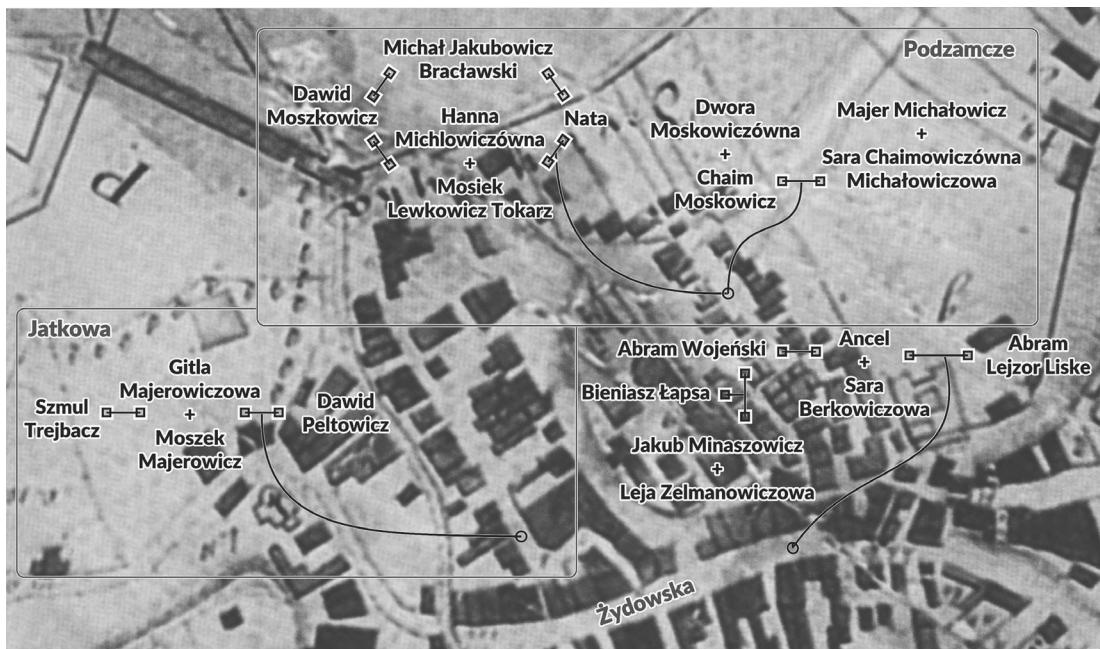 Podzamcze
Michał Jakubowicz
Bracławski
Dawid
Moszkowicz
Hanna
Michlowiczówna
+
Mosiek
Lewkowicz Tokarz
Nata
Dwora
Moskowiczówna
+
Chaim
Moskowicz
Majer Michałowicz
+
Sara Chaimowiczówna
Michałowiczowa
Jatkowa
Szmul
Trejbacz
Gitla
Majerowiczowa
+
Moszek
Majerowicz
Dawid
Peltowicz
Abram Wojeński
Bieniasz Łapsa
Jakub Minaszowicz
+
Leja Zelmanowiczowa
Ancel
+
Sara
Berkowiczowa
Abram
Lejzor Liske
Żydowska